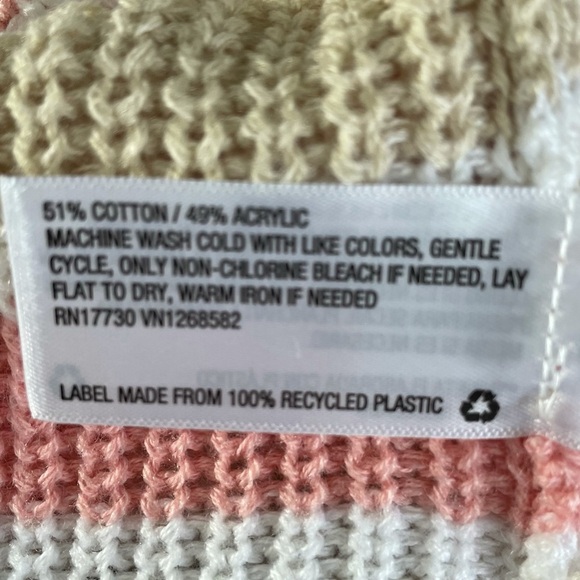 51% COTTON / 49% ACRYLIC
MACHINE WASH COLD WITH LIKE COLORS, GENTLE
CYCLE, ONLY NON-CHLORINE BLEACH IF NEEDED, LAY
FLAT TO DRY, WARM IRON IF NEEDED
RN17730 VN1268582
LABEL MADE FROM 100% RECYCLED PLASTIC